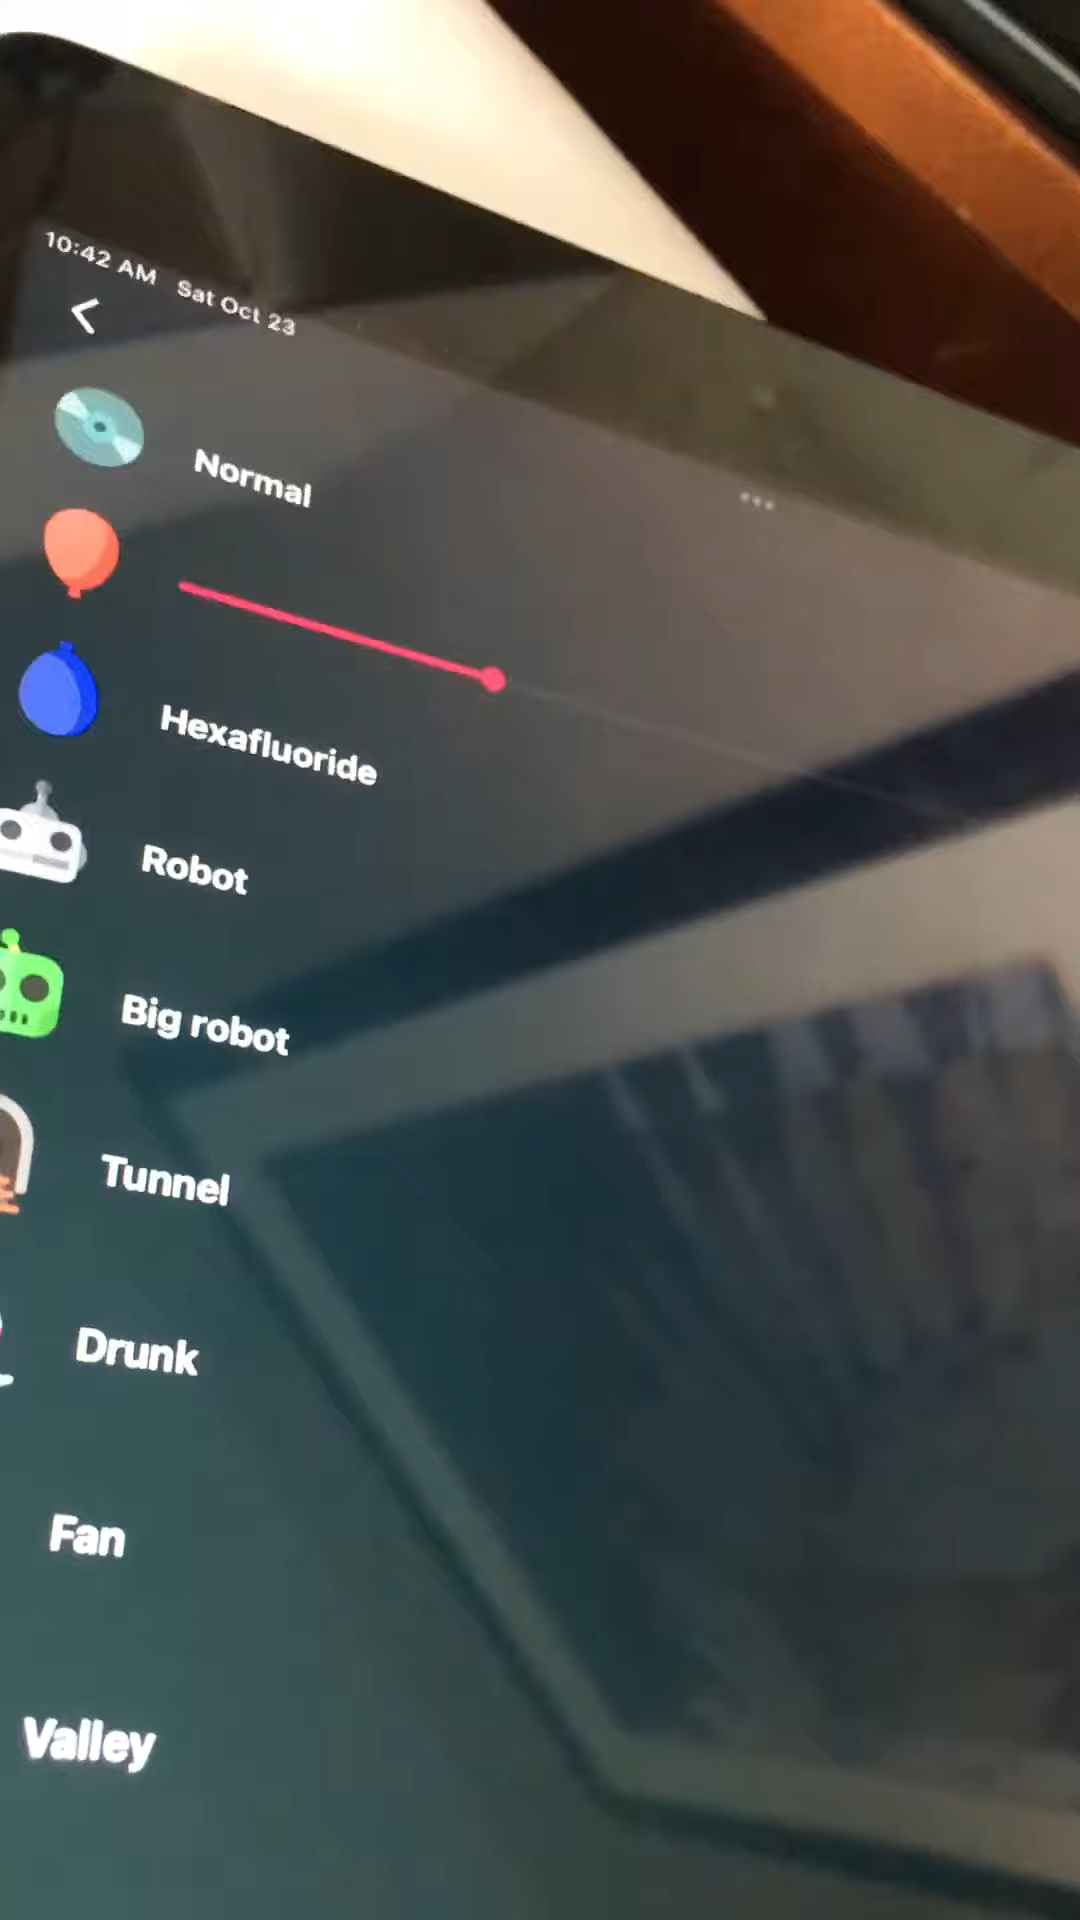 10:42 AM Sat Oct 23
Normal
Hexafluoride
Robot
Big robot
Tunnel
Drunk
Fan
Valley